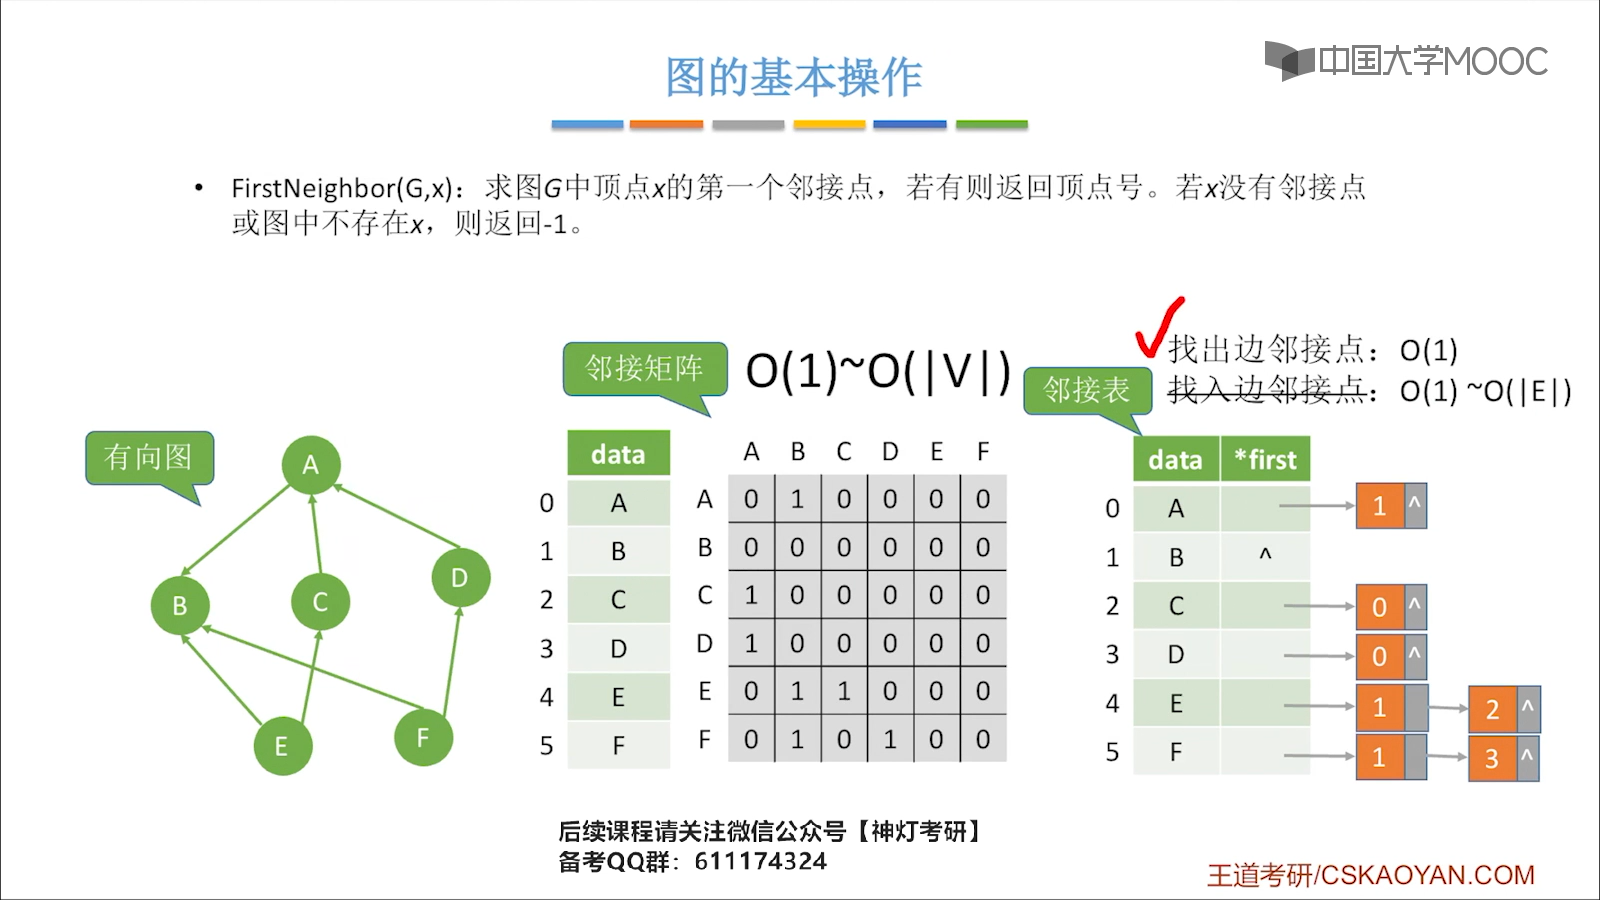 中国大学MOOC
图的基本操作
• FirstNeighbor(G,x)：求图G中顶点x的第一个邻接点，若有则返回顶点号。若x没有邻接点
或图中不存在x，则返回-1。
有向图
A
B
C
D
E
F
邻接矩阵
O(1)~O(|V|)
data
0 A
1 B
2 C
3 D
4 E
5 F
A B C D E F
A 0 1 0 0 0 0
B 0 0 0 0 0 0
C 1 0 0 0 0 0
D 1 0 0 0 0 0
E 0 1 1 0 0 0
F 0 1 0 1 0 0
找出边邻接点：O(1)
找入边邻接点：O(1) ~O(|E|)
邻接表
data *first
0 A 1 ^
1 B ^
2 C 0 ^
3 D 0 ^
4 E 1 2 ^
5 F 1 3 ^
后续课程请关注微信公众号【神灯考研】
备考QQ群：611174324
王道考研/CSKAOYAN.COM